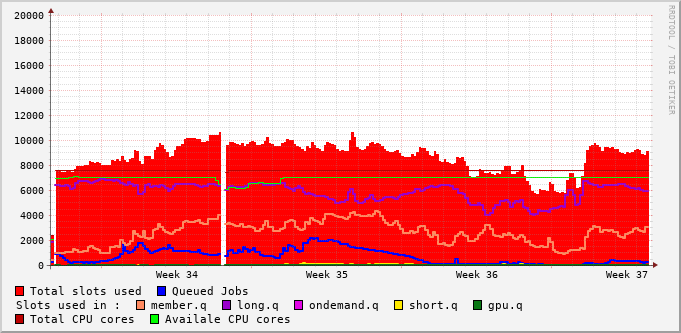 20000
18000
16000
14000
12000
10000
8000
6000
4000
2000
0
Week 34 Week 35 Week 36 Week 37
RRDTOOL / TOBI OETIKER
Total slots used Queued Jobs
Slots used in : member.q long.q ondemand.q short.q gpu.q
Total CPU cores Availale CPU cores